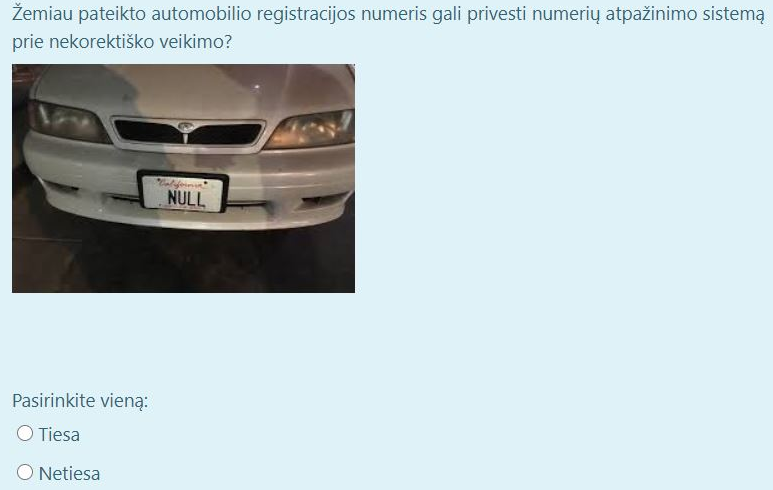 Žemiau pateikto automobilio registracijos numeris gali privesti numerių atpažinimo sistemą
prie nekorektiško veikimo?
California
NULL
Pasirinkite vieną:
Tiesa
Netiesa